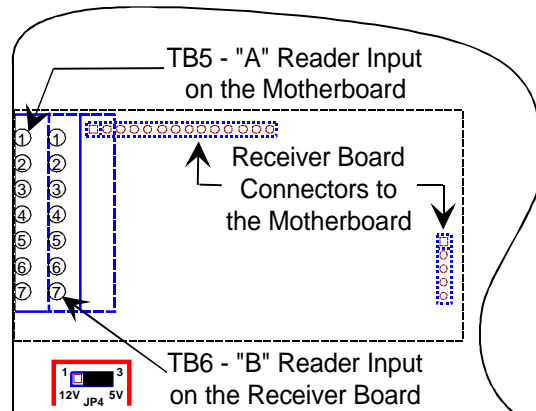 TB5 - "A" Reader Input
on the Motherboard
1 1
2 2
3 3
4 4
5 5
6 6
7 7
Receiver Board
Connectors to
the Motherboard
TB6 - "B" Reader Input
on the Receiver Board
1 3
12V JP4 5V